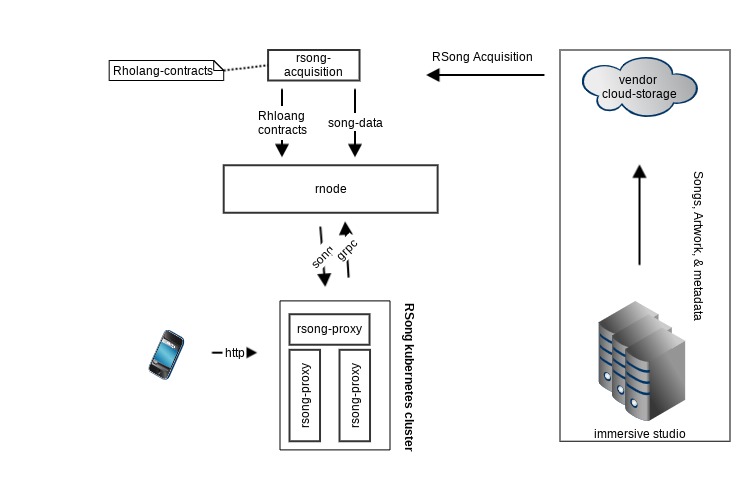 RSong Acquisition
rsong-
acquisition
Rholang-contracts
vendor
cloud-storage
Rhloang
contracts
song-data
rnode
Songs, Artwork, & metadata
song
grpc
RSong kubernetes cluster
rsong-proxy
http
rsong-proxy
rsong-proxy
immersive studio